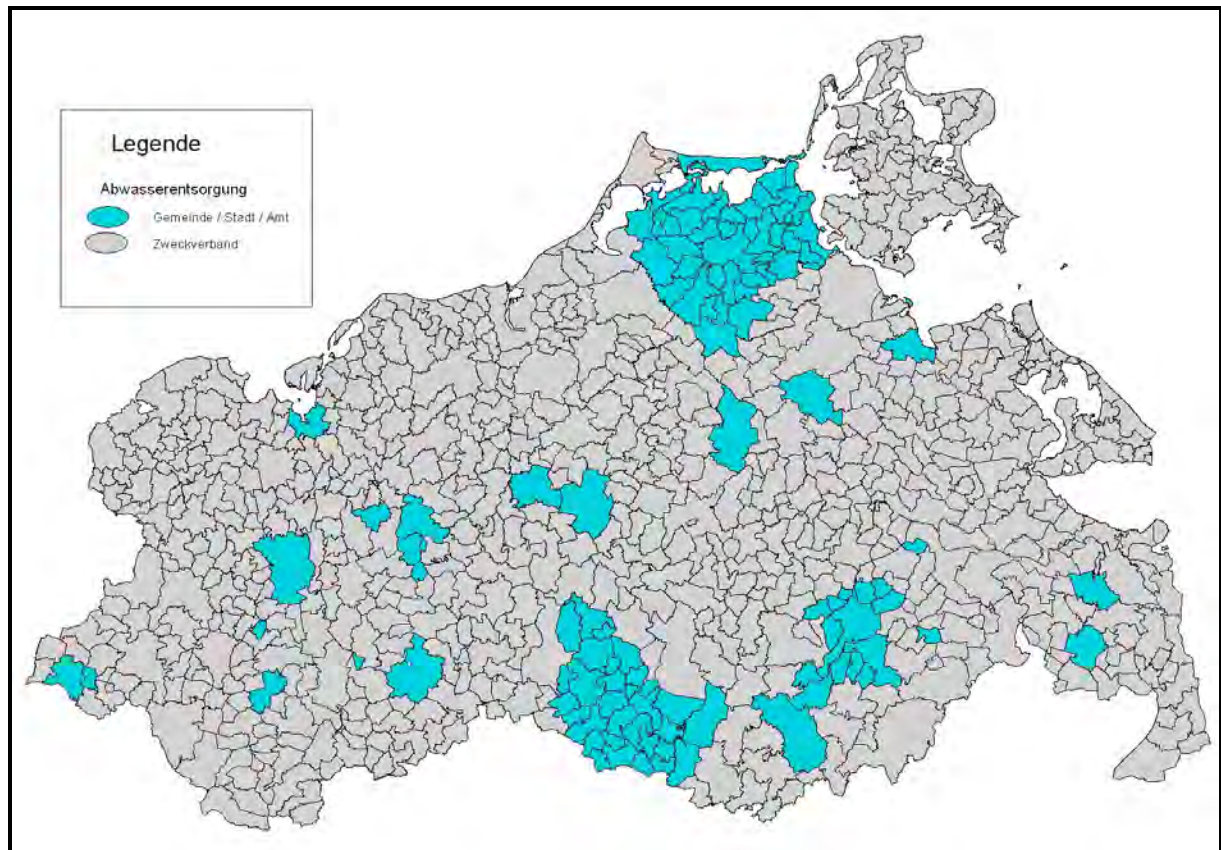 Legende
Abwasserentsorgung
Gemeinde / Stadt / Amt
Zweckverband